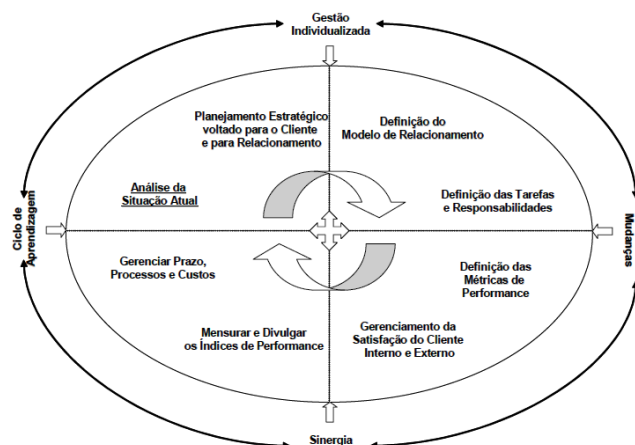 Gestão
Individualizada
Planejamento Estratégico
voltado para o Cliente
e para Relacionamento
Definição do
Modelo de Relacionamento
Análise da
Situação Atual
Definição das Tarefas
e Responsabilidades
Ciclo de
Aprendizagem
Mudanças
Gerenciar Prazo,
Processos e Custos
Definição das
Métricas de
Performance
Mensurar e Divulgar
os Índices de Performance
Gerenciamento da
Satisfação do Cliente
Interno e Externo
Sinergia